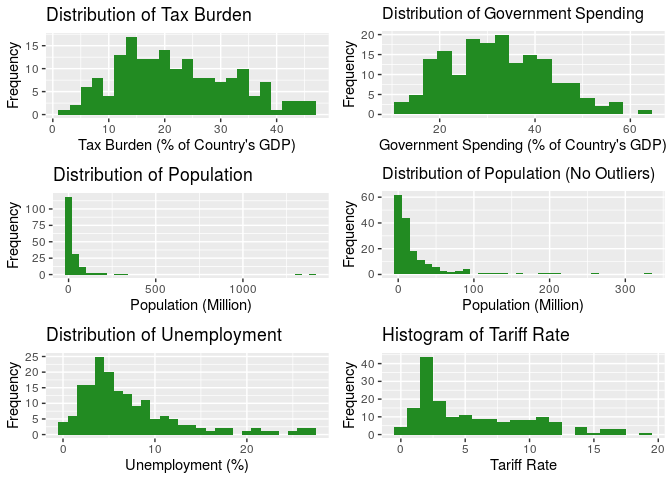 Distribution of Tax Burden
Frequency
15
10
5
0
0 10 20 30 40
Tax Burden (% of Country's GDP)
Distribution of Government Spending
Frequency
20
15
10
5
0
20 40 60
Government Spending (% of Country's GDP)
Distribution of Population
Frequency
100
75
50
25
0
0 500 1000
Population (Million)
Distribution of Population (No Outliers)
Frequency
60
40
20
0
0 100 200 300
Population (Million)
Distribution of Unemployment
Frequency
25
20
15
10
5
0
0 10 20
Unemployment (%)
Histogram of Tariff Rate
Frequency
40
30
20
10
0
0 5 10 15 20
Tariff Rate